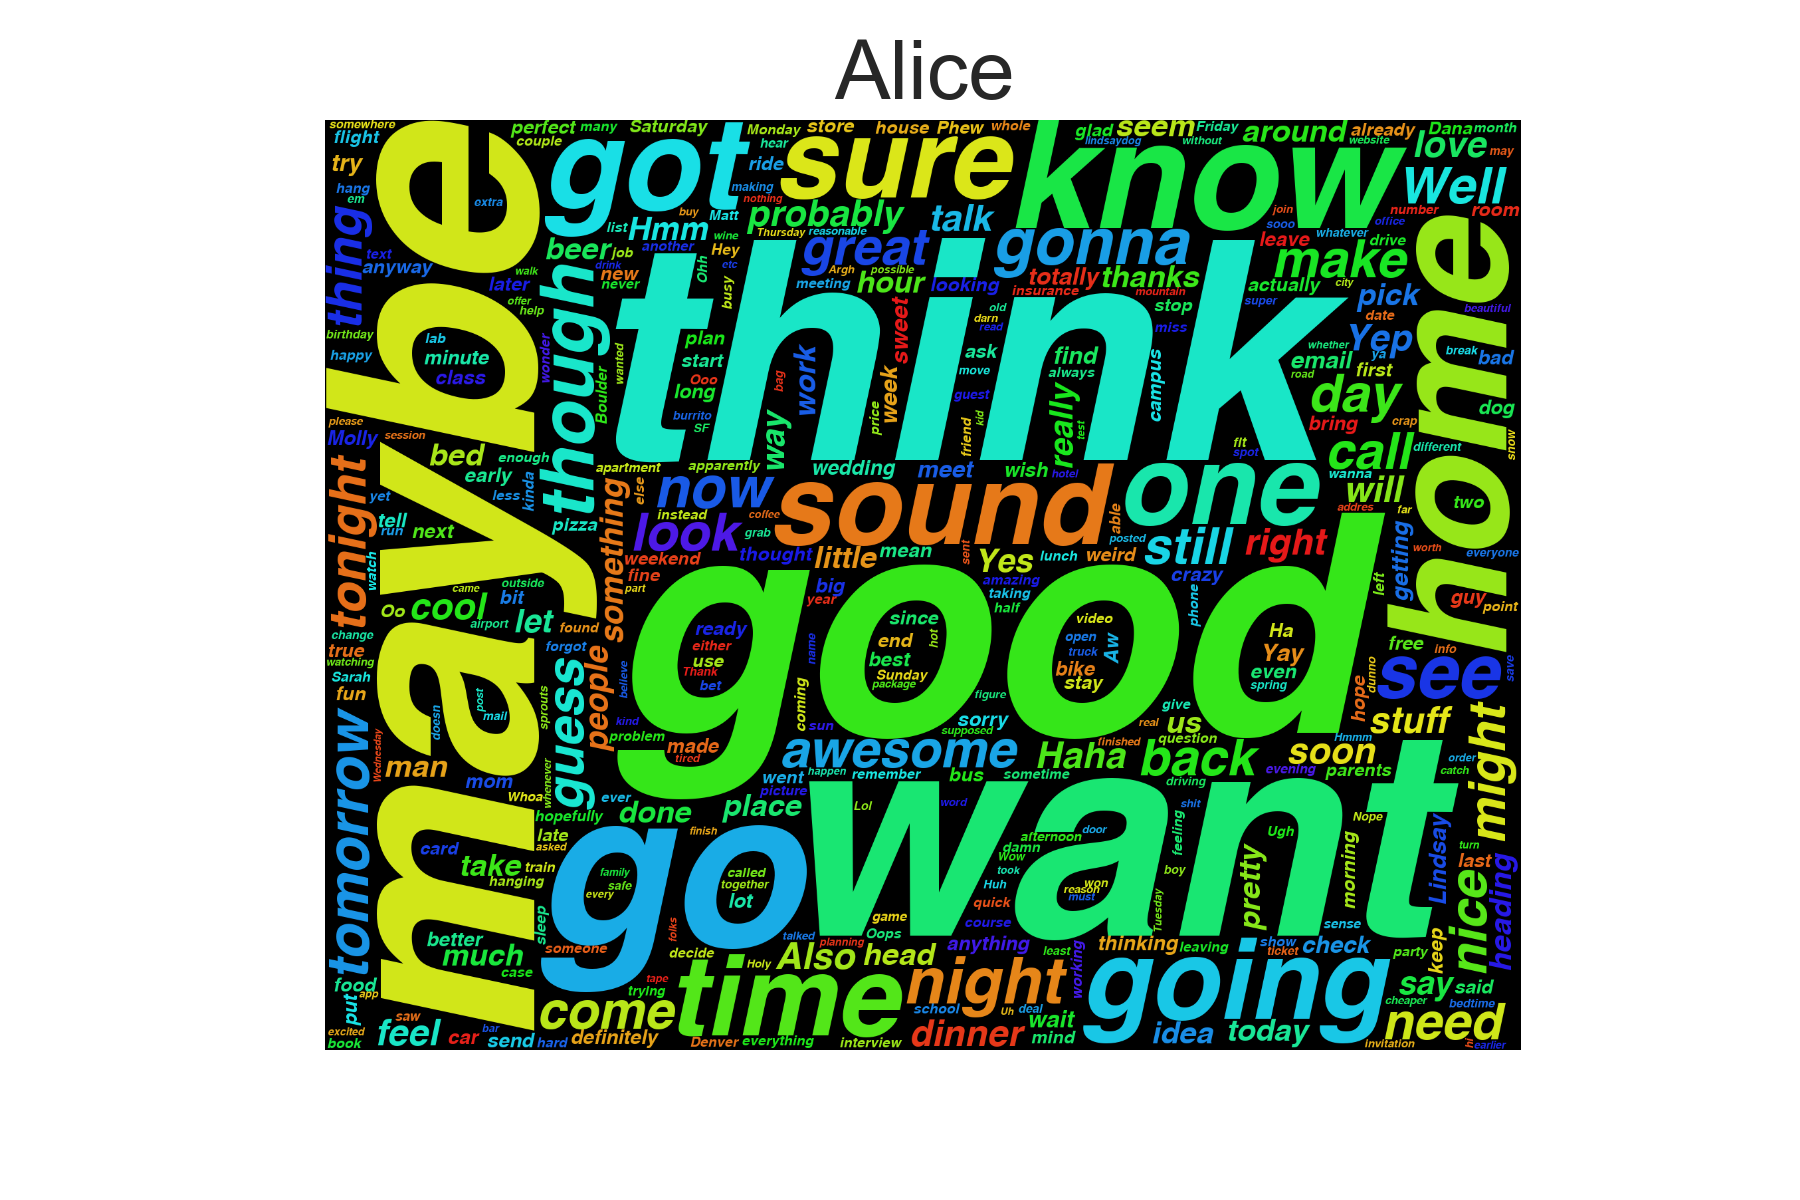 Alice
somewhere
flight
try
hang
em
thing
text
anyway
birthday
happy
maybe
extra
lab
minute
class
later
walk
offer
help
wonder
perfect many
couple
Saturday
got
Monday
hear
ride
making
nothing
store
house
Phew
whole
sure
glad
seem
lindsaydog
Friday
without
around
website
already
Dana
month
love
may
know
Well
number
room
join
sooo
whatever
office
drive
leave
list
Hmm
buy
Matt
wine
probably
Thursday
reasonable
talk
beer
job
another
Hey
drink
new
never
Ohh
etc
busy
great
Argh
possible
meeting
hour
looking
gonna
totally
thanks
insurance
mountain
stop
make
actually
city
super
pick
date
Yep
beautiful
home
though
Boulder
wanted
think
plan
start
Ooo
long
burrito
SF
bag
work
way
price
week
sweet
old
darn
read
ask
move
guest
friend
kid
find
always
really
test
campus
miss
whether
email
road
ya
first
break
bad
day
dog
bring
crap
flt
spot
call
different
snow
wanna
will
please
Molly
session
bed
enough
early
less
kinda
tonight
yet
tell
run
next
watch
apartment
apparently
wedding
meet
wish
hotel
something
else
now
instead
look
coffee
grab
sound
one
able
posted
addres
far
two
pizza
weekend
fine
part
thought
little
mean
sent
Yes
lunch
weird
still
right
getting
worth
everyone
big
year
amazing
taking
half
crazy
phone
left
guy
point
came
outside
bit
Oo
cool
airport
let
found
change
true
watching
Sarah
fun
forgot
people
believe
good
ready
either
use
Thank
bet
name
since
end
best
Sunday
package
hot
video
open
truck
Aw
bike
stay
Ha
Yay
even
spring
free
info
see
save
dunno
hope
stuff
might
tomorrow
Wednesday
doesn
post
mail
sprouts
guess
kind
problem
made
tired
coming
sun
figure
sorry
supposed
real
give
us
question
finished
Hmmm
soon
man
mom
Whoa
whenever
ever
hopefully
awesome
went
happen
remember
picture
bus
sometime
Haha
back
driving
evening
parents
order
catch
done
place
Lol
word
want
shit
feeling
door
afternoon
damn
Wow
took
Huh
reason
won
must
boy
Ugh
Nope
morning
pretty
Tuesday
Lindsay
turn
last
late
asked
card
take
train
hanging
sleep
go
finish
family
safe
every
called
together
lot
folks
game
Oops
quick
course
sense
nice
heading
better
much
case
someone
talked
planning
decide
Also
head
anything
least
working
thinking
leaving
show
ticket
check
party
keep
food
put
app
tape
trying
Holy
time
night
going
say
said
cheaper
bedtime
saw
excited
book
feel
car
bar
send
hard
come
definitely
Denver
everything
interview
school
Uh
deal
dinner
wait
mind
idea
today
need
invitation
hi
earlier